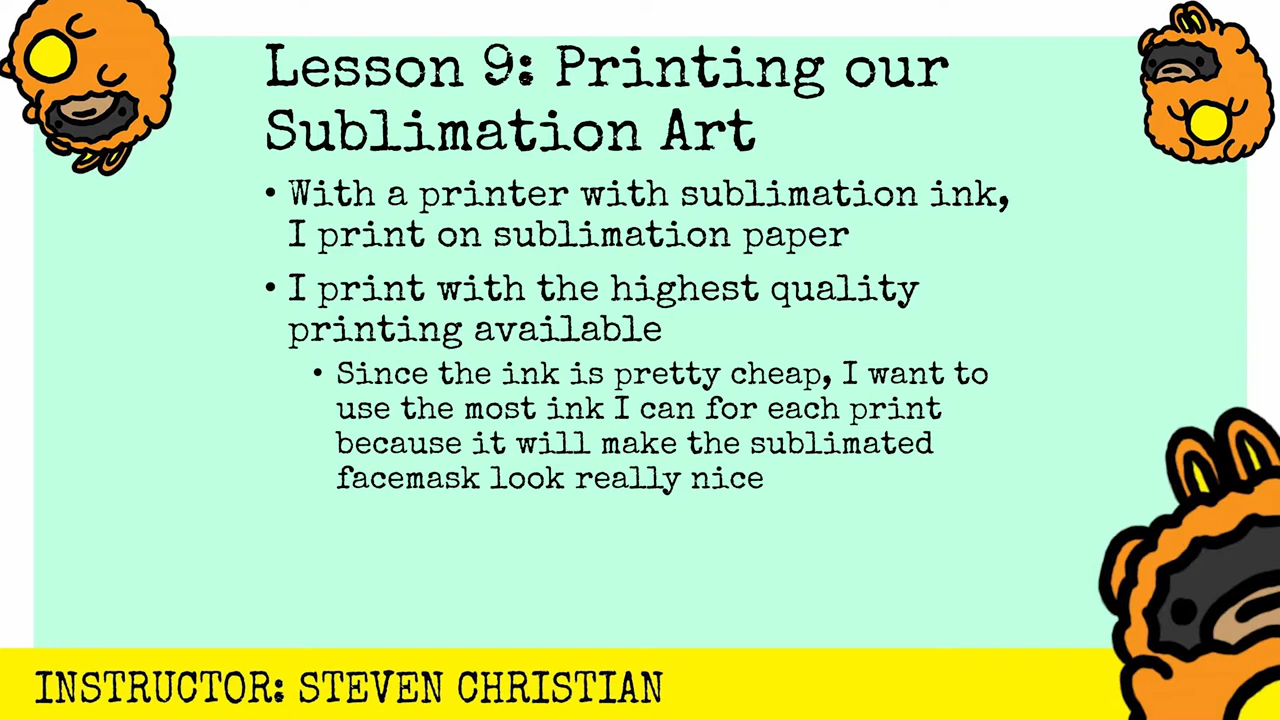 Lesson 9: Printing our
Sublimation Art
• With a printer with sublimation ink,
I print on sublimation paper
• I print with the highest quality
printing available
• Since the ink is pretty cheap, I want to
use the most ink I can for each print
because it will make the sublimated
facemask look really nice
INSTRUCTOR: STEVEN CHRISTIAN